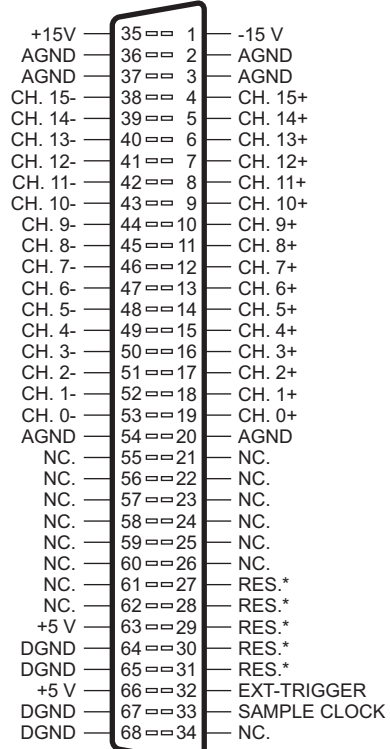 +15V 35 1 -15 V
AGND 36 2 AGND
AGND 37 3 AGND
CH. 15- 38 4 CH. 15+
CH. 14- 39 5 CH. 14+
CH. 13- 40 6 CH. 13+
CH. 12- 41 7 CH. 12+
CH. 11- 42 8 CH. 11+
CH. 10- 43 9 CH. 10+
CH. 9- 44 10 CH. 9+
CH. 8- 45 11 CH. 8+
CH. 7- 46 12 CH. 7+
CH. 6- 47 13 CH. 6+
CH. 5- 48 14 CH. 5+
CH. 4- 49 15 CH. 4+
CH. 3- 50 16 CH. 3+
CH. 2- 51 17 CH. 2+
CH. 1- 52 18 CH. 1+
CH. 0- 53 19 CH. 0+
AGND 54 20 AGND
NC. 55 21 NC.
NC. 56 22 NC.
NC. 57 23 NC.
NC. 58 24 NC.
NC. 59 25 NC.
NC. 60 26 NC.
NC. 61 27 RES.*
NC. 62 28 RES.*
+5 V 63 29 RES.*
DGND 64 30 RES.*
DGND 65 31 RES.*
+5 V 66 32 EXT-TRIGGER
DGND 67 33 SAMPLE CLOCK
DGND 68 34 NC.